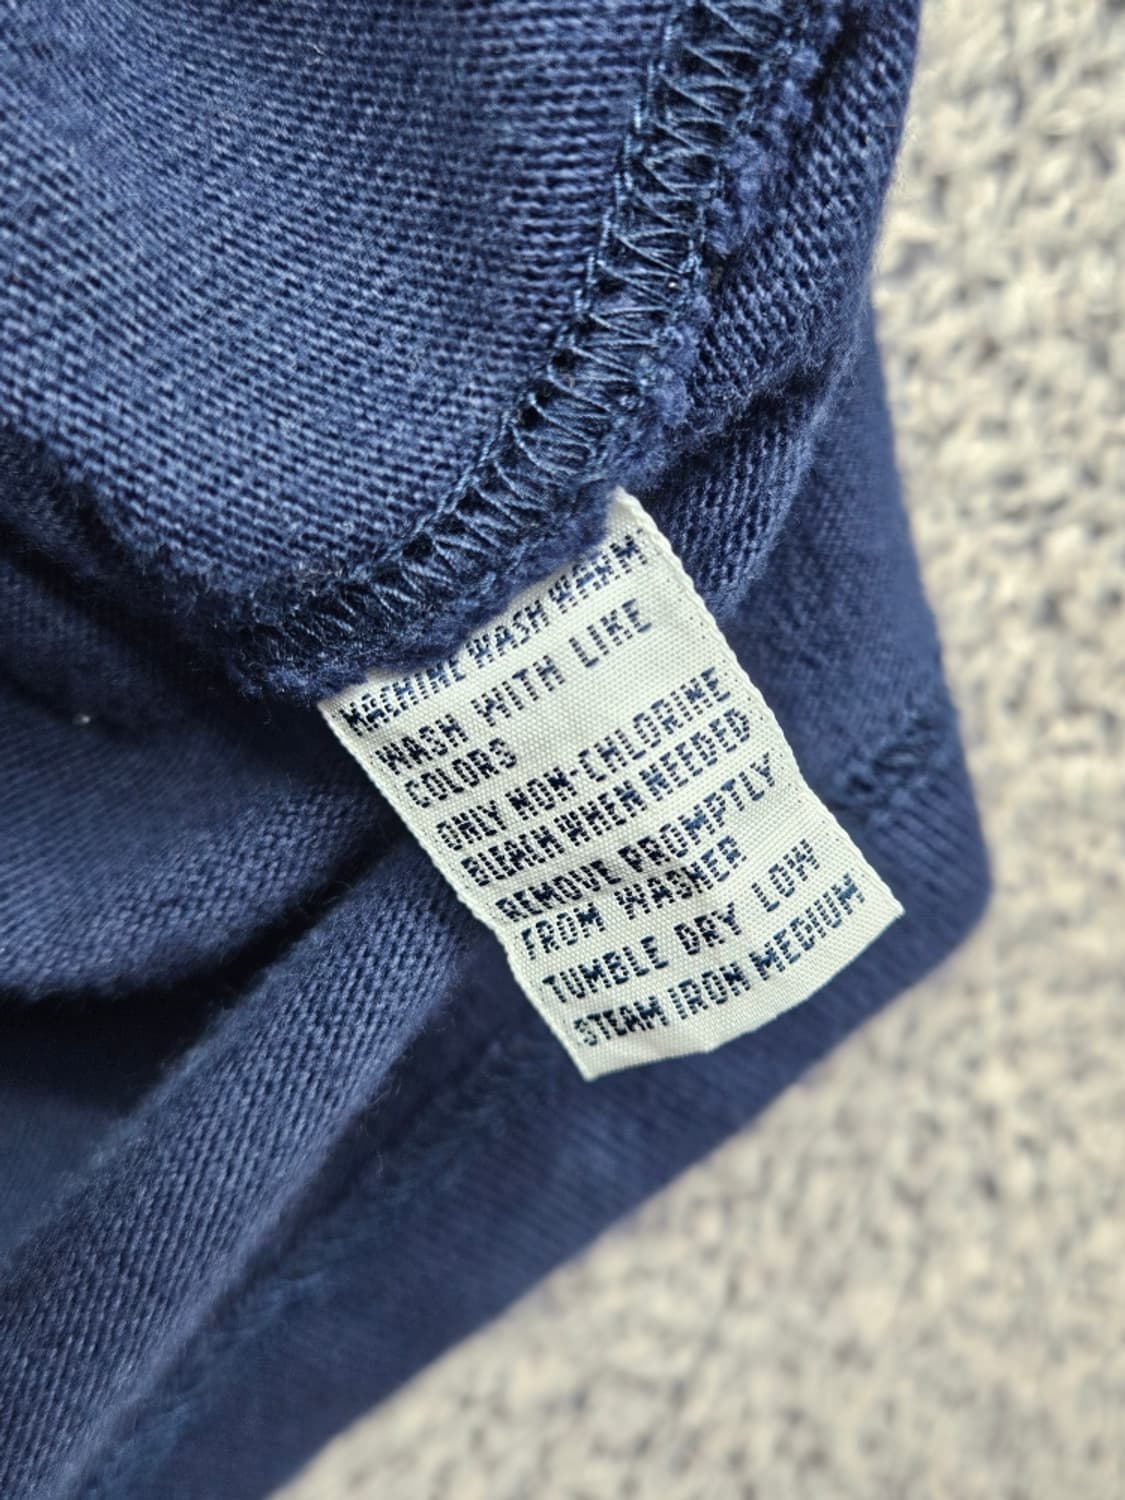 MACHINE WASH WARM
WASH WITH LIKE
COLORS
ONLY NON-CHLORINE
BLEACH WHEN NEEDED
REMOVE PROMPTLY
FROM WASHER
TUMBLE DRY LOW
STEAM IRON MEDIUM